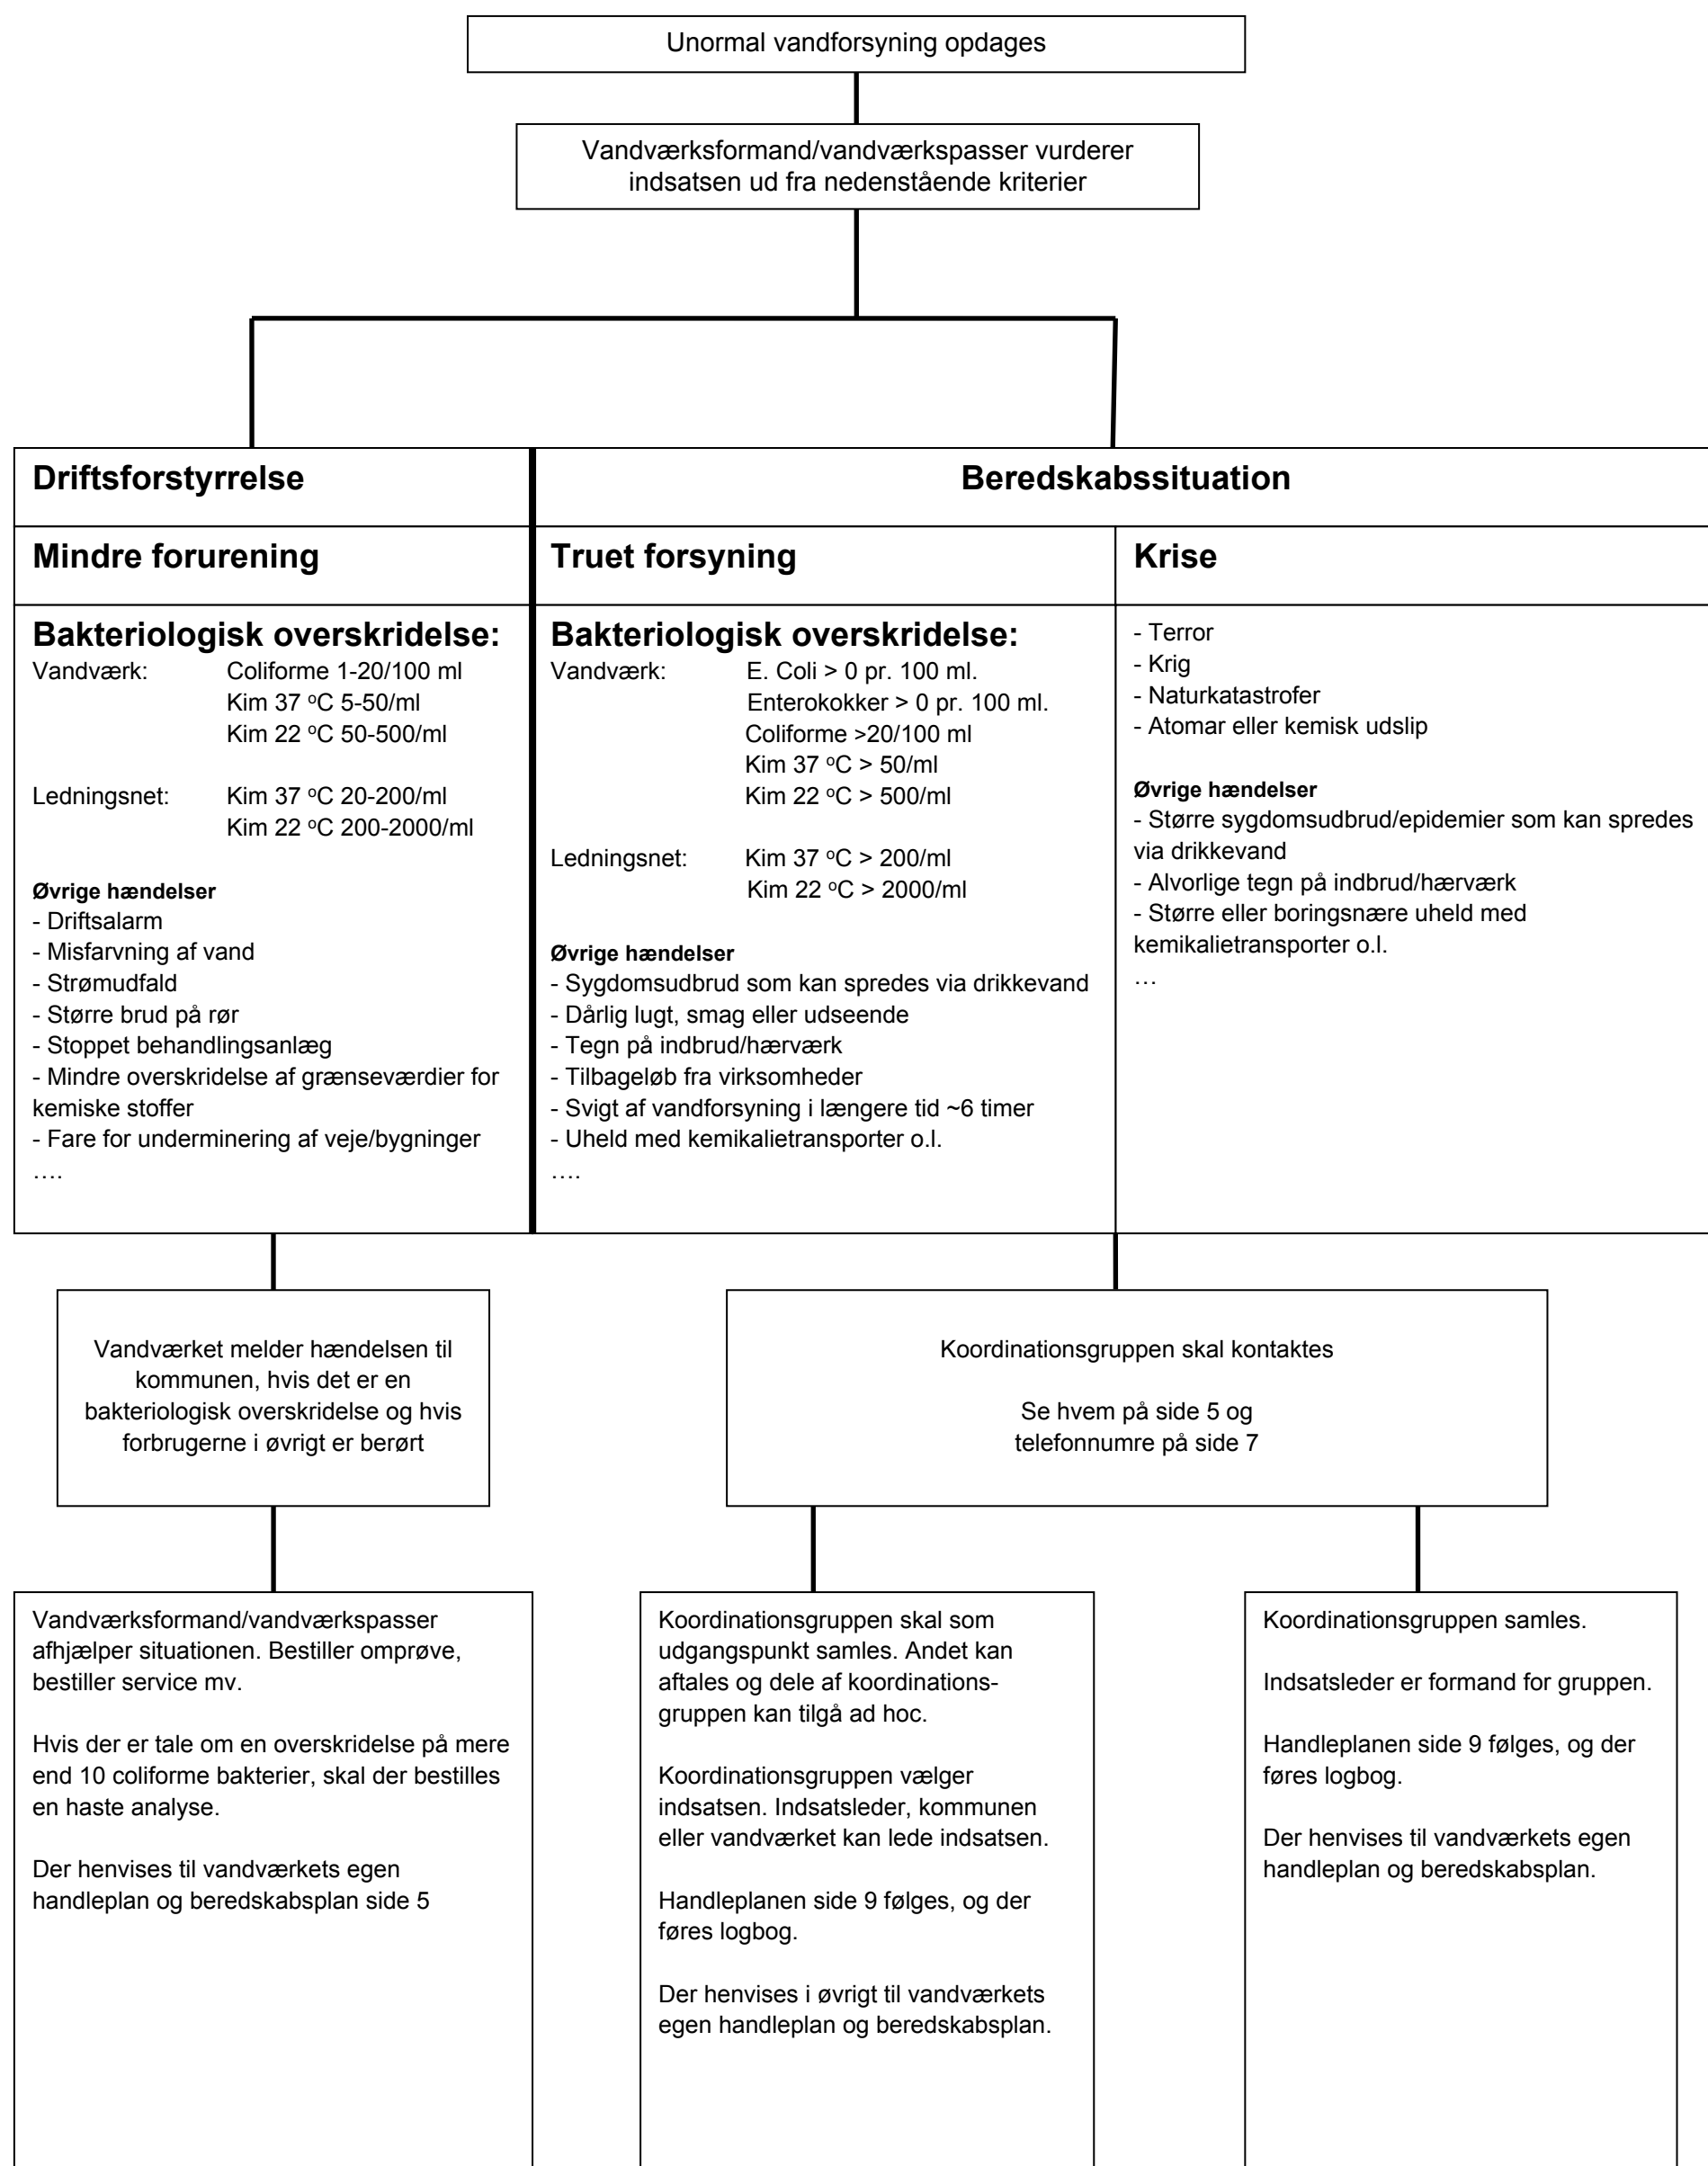 Unormal vandforsyning opdages
Vandværksformand/vandværkspasser vurderer
indsatsen ud fra nedenstående kriterier
Driftsforstyrrelse
Beredskabssituation
Mindre forurening
Truet forsyning
Krise
Bakteriologisk overskridelse:
Vandværk: Coliforme 1-20/100 ml
Kim 37 ºC 5-50/ml
Kim 22 ºC 50-500/ml
Ledningsnet: Kim 37 ºC 20-200/ml
Kim 22 ºC 200-2000/ml
Øvrige hændelser
- Driftsalarm
- Misfarvning af vand
- Strømudfald
- Større brud på rør
- Stoppet behandlingsanlæg
- Mindre overskridelse af grænseværdier for
kemiske stoffer
- Fare for underminering af veje/bygninger
….
Bakteriologisk overskridelse:
Vandværk: E. Coli > 0 pr. 100 ml.
Enterokokker > 0 pr. 100 ml.
Coliforme >20/100 ml
Kim 37 ºC > 50/ml
Kim 22 ºC > 500/ml
Ledningsnet: Kim 37 ºC > 200/ml
Kim 22 ºC > 2000/ml
Øvrige hændelser
- Sygdomsudbrud som kan spredes via drikkevand
- Dårlig lugt, smag eller udseende
- Tegn på indbrud/hærværk
- Tilbageløb fra virksomheder
- Svigt af vandforsyning i længere tid ~6 timer
- Uheld med kemikalietransporter o.l.
….
- Terror
- Krig
- Naturkatastrofer
- Atomar eller kemisk udslip
Øvrige hændelser
- Større sygdomsudbrud/epidemier som kan spredes
via drikkevand
- Alvorlige tegn på indbrud/hærværk
- Større eller boringsnære uheld med
kemikalietransporter o.l.
…
Vandværket melder hændelsen til
kommunen, hvis det er en
bakteriologisk overskridelse og hvis
forbrugerne i øvrigt er berørt
Koordinationsgruppen skal kontaktes
Se hvem på side 5 og
telefonnumre på side 7
Vandværksformand/vandværkspasser
afhjælper situationen. Bestiller omprøve,
bestiller service mv.
Hvis der er tale om en overskridelse på mere
end 10 coliforme bakterier, skal der bestilles
en haste analyse.
Der henvises til vandværkets egen
handleplan og beredskabsplan side 5
Koordinationsgruppen skal som
udgangspunkt samles. Andet kan
aftales og dele af koordinations-
gruppen kan tilgå ad hoc.
Koordinationsgruppen vælger
indsatsen. Indsatsleder, kommunen
eller vandværket kan lede indsatsen.
Handleplanen side 9 følges, og der
føres logbog.
Der henvises i øvrigt til vandværkets
egen handleplan og beredskabsplan.
Koordinationsgruppen samles.
Indsatsleder er formand for gruppen.
Handleplanen side 9 følges, og der
føres logbog.
Der henvises til vandværkets egen
handleplan og beredskabsplan.